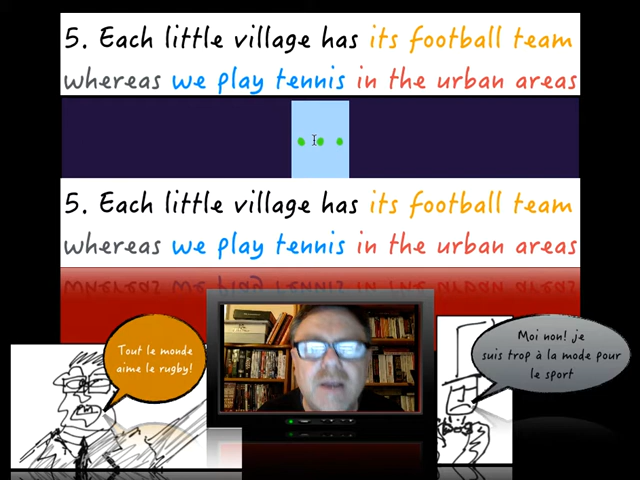 5. Each little village has its football team
whereas we play tennis in the urban areas
5. Each little village has its football team
whereas we play tennis in the urban areas
Tout le monde
aime le rugby!
Moi non! je
suis trop à la mode pour
le sport